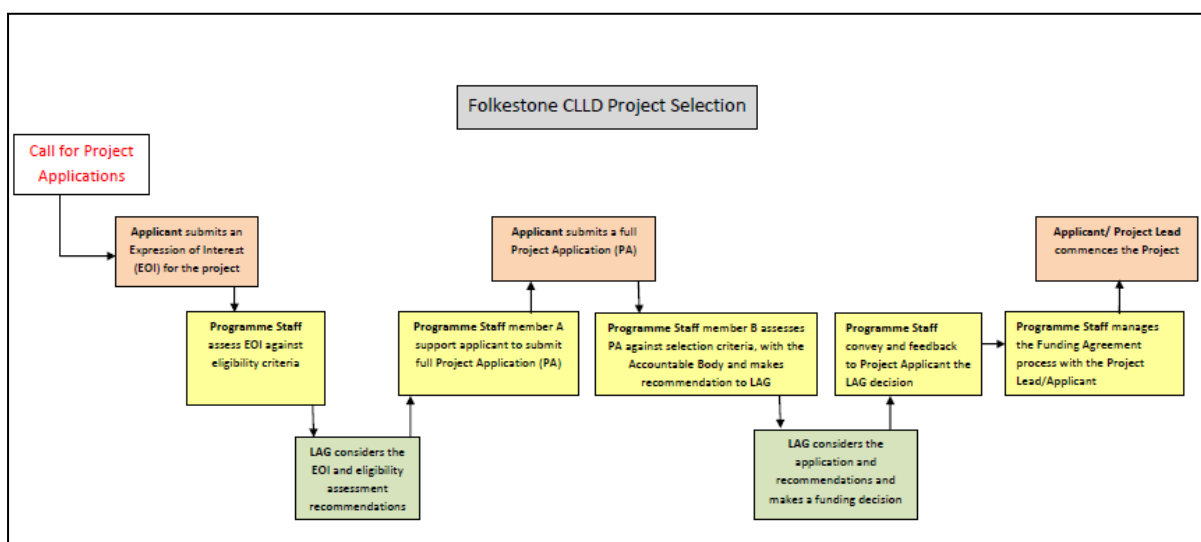 Folkestone CLLD Project Selection
Call for Project
Applications
Applicant submits an
Expression of Interest
(EOI) for the project
Programme Staff
assess EOI against
eligibility criteria
LAG considers the
EOI and eligibility
assessment
recommendations
Programme Staff member A
support applicant to submit
full Project Application (PA)
Applicant submits a full
Project Application (PA)
Programme Staff member B assesses
PA against selection criteria, with the
Accountable Body and makes
recommendation to LAG
LAG considers the
application and
recommendations and
makes a funding decision
Programme Staff
convey and feedback
to Project Applicant the
LAG decision
Programme Staff manages
the Funding Agreement
process with the Project
Lead/Applicant
Applicant/ Project Lead
commences the Project